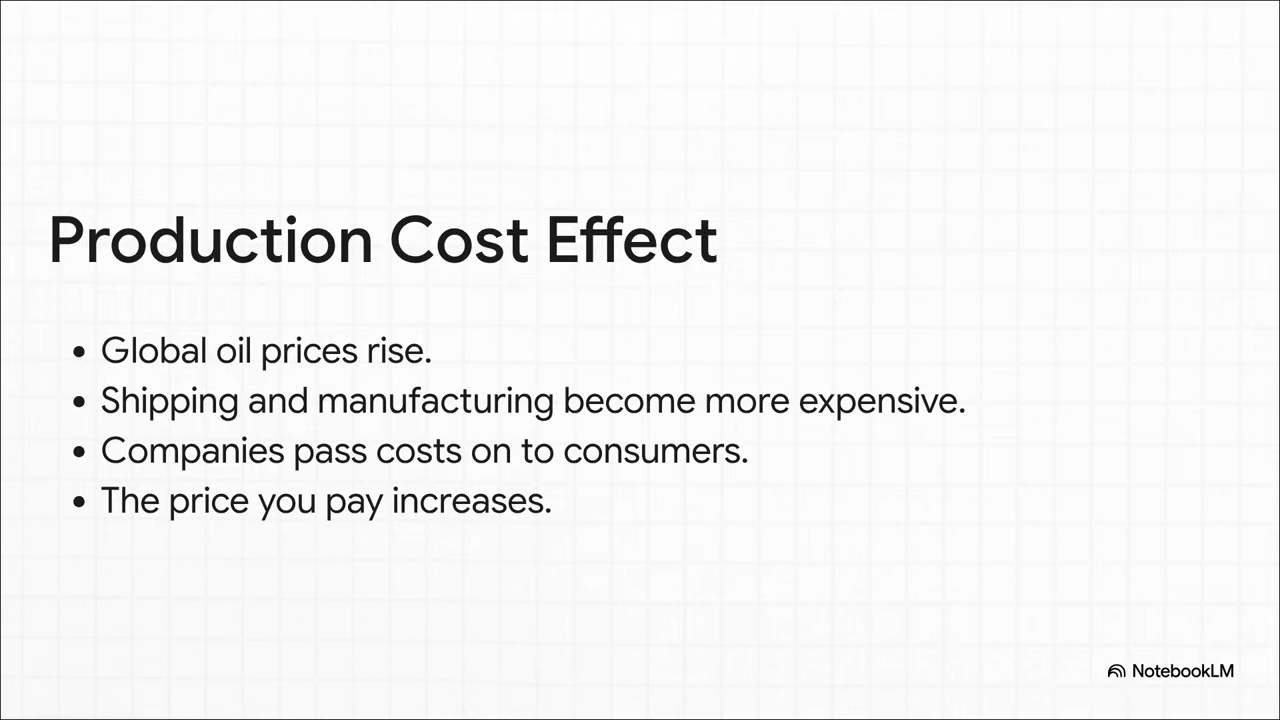 Production Cost Effect
• Global oil prices rise.
• Shipping and manufacturing become more expensive.
• Companies pass costs on to consumers.
• The price you pay increases.
NotebookLM